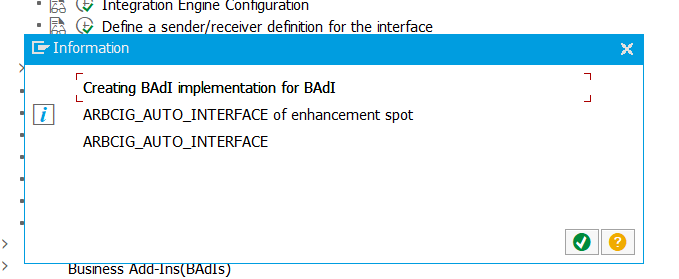 Integration Engine Configuration
Define a sender/receiver definition for the interface
Information
Creating BAdI implementation for BAdI
ARBCIG_AUTO_INTERFACE of enhancement spot
ARBCIG_AUTO_INTERFACE
Business Add-Ins(BAdIs)